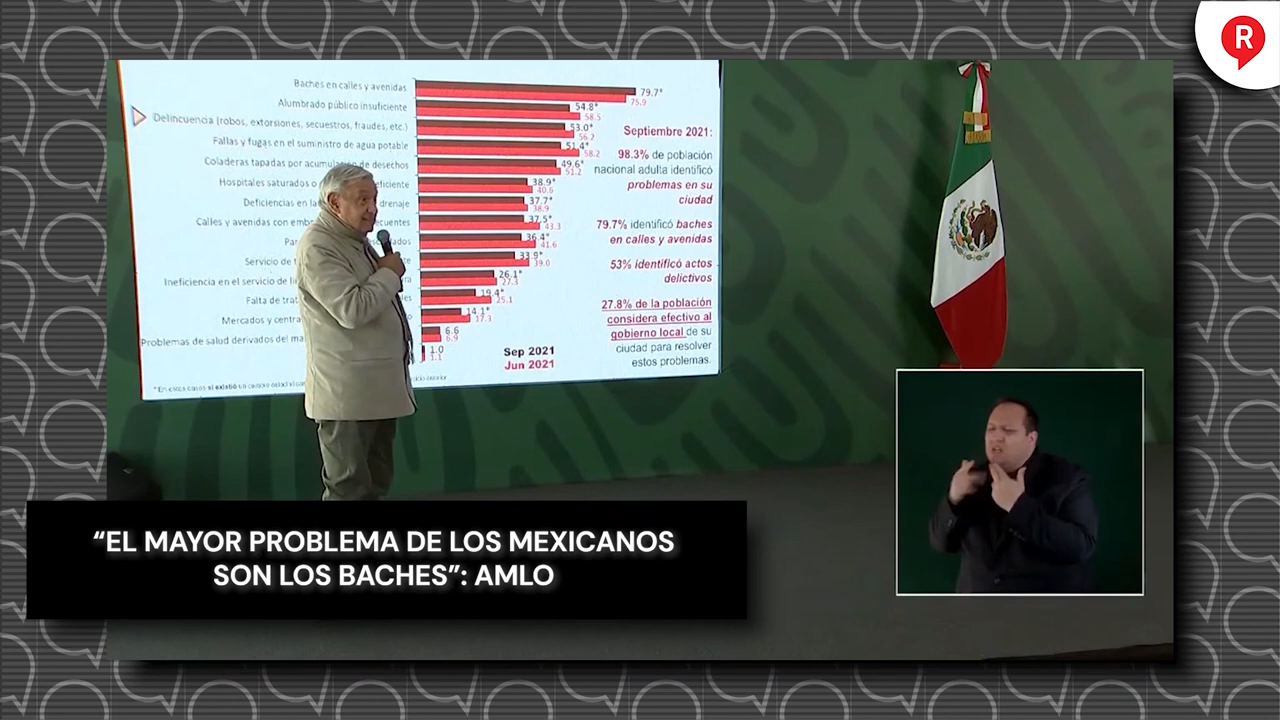 R
Baches en calles y avenidas
79.7*
75.9
Alumbrado público insuficiente
54.8*
58.5
Delincuencia (robos, extorsiones, secuestros, fraudes, etc.)
53.0*
56.2
Fallas y fugas en el suministro de agua potable
51.4*
58.2
Coladeras tapadas por acumulación de desechos
49.6*
51.2
Hospitales saturados o
38.9*
40.6
Deficiencias en la
drenaje
37.7*
38.9
Calles y avenidas con
37.5*
43.3
36.4*
41.6
Servicio de
33.9*
39.0
Ineficiencia en el servicio de
26.1*
27.3
Falta de
19.4*
25.1
Mercados y
14.1*
17.3
Problemas de salud derivados del
6.6
6.9
1.0
1.1
Sep 2021
Jun 2021
Septiembre 2021:
98.3% de población
nacional adulta identificó
problemas en su
ciudad
79.7% identificó baches
en calles y avenidas
53% identificó actos
delictivos
27.8% de la población
considera efectivo al
gobierno local de su
ciudad para resolver
estos problemas.
“EL MAYOR PROBLEMA DE LOS MEXICANOS
SON LOS BACHES”: AMLO